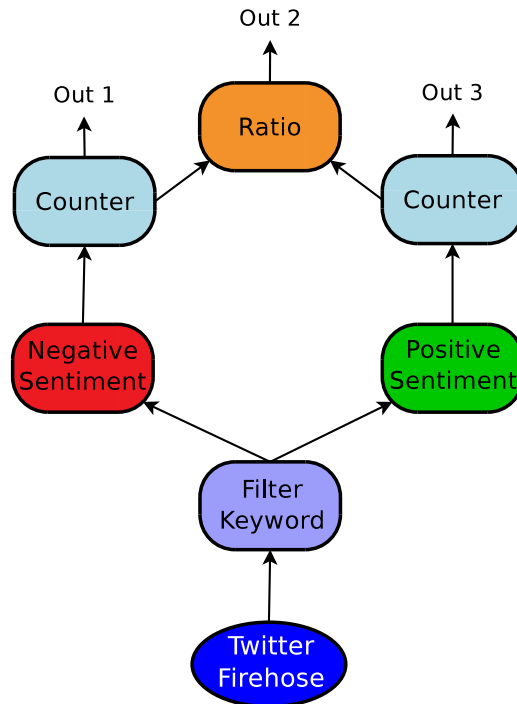 Out 2
Out 1
Out 3
Ratio
Counter
Counter
Negative
Sentiment
Positive
Sentiment
Filter
Keyword
Twitter
Firehose